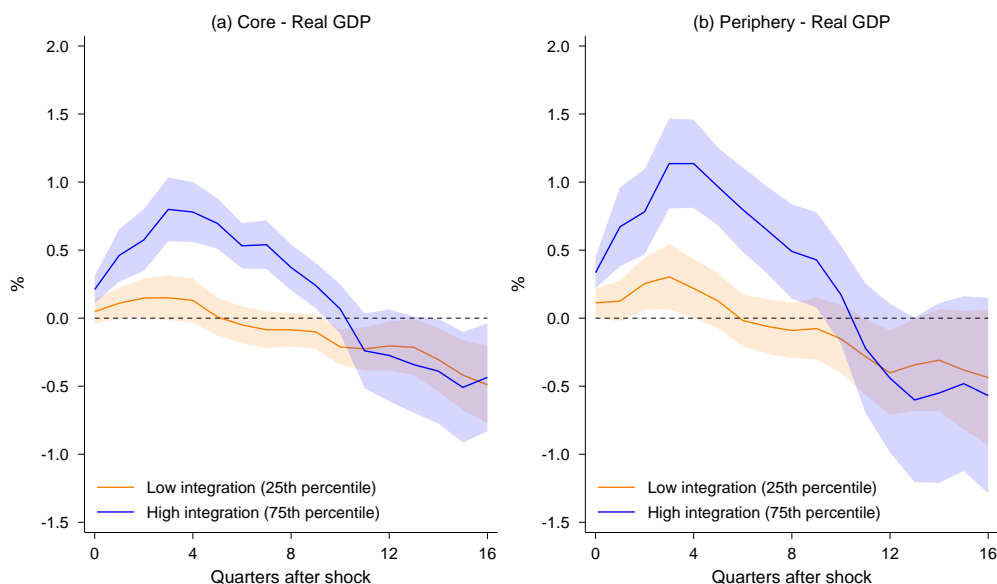 (a) Core - Real GDP
2.0
1.5
1.0
0.5
0.0
-0.5
-1.0
-1.5
%
Low integration (25th percentile)
High integration (75th percentile)
0 4 8 12 16
Quarters after shock
(b) Periphery - Real GDP
2.0
1.5
1.0
0.5
0.0
-0.5
-1.0
-1.5
%
Low integration (25th percentile)
High integration (75th percentile)
0 4 8 12 16
Quarters after shock